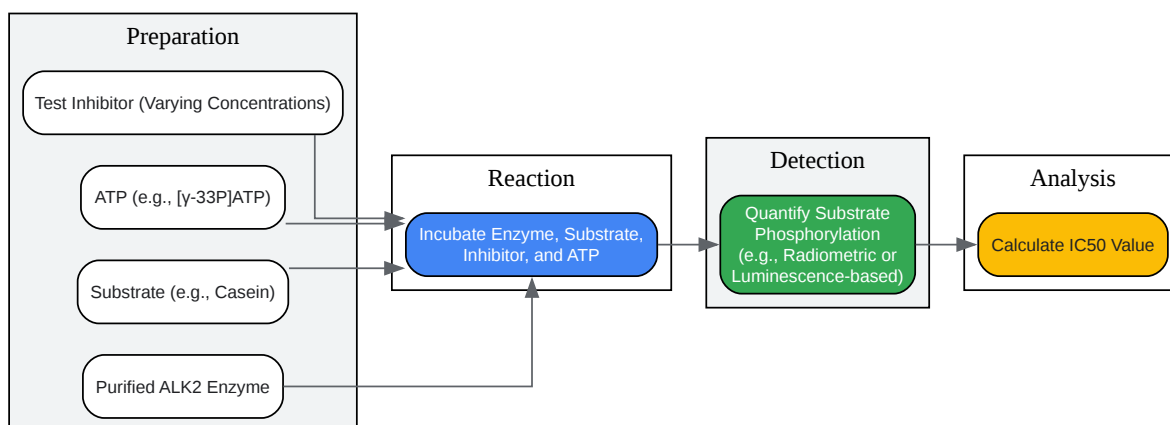 Preparation
Test Inhibitor (Varying Concentrations)
ATP (e.g., [γ-33P]ATP)
Substrate (e.g., Casein)
Purified ALK2 Enzyme
Reaction
Incubate Enzyme, Substrate,
Inhibitor, and ATP
Detection
Quantify Substrate
Phosphorylation
(e.g., Radiometric or
Luminescence-based)
Analysis
Calculate IC50 Value